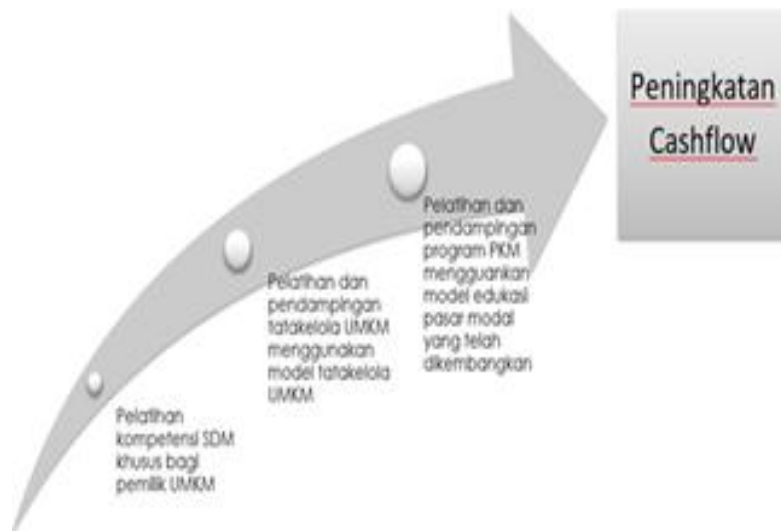 Pelatihan
kompetensi SDM
khusus bagi
pemilik UMKM
Pelatihan dan
pendampingan
tatakelola UMKM
menggunakan
model tatakelola
UMKM
Pelatihan dan
pendampingan
program PKM
mengguankan
model edukasi
pasar modal
yang telah
dikembangkan
Peningkatan
Cashflow